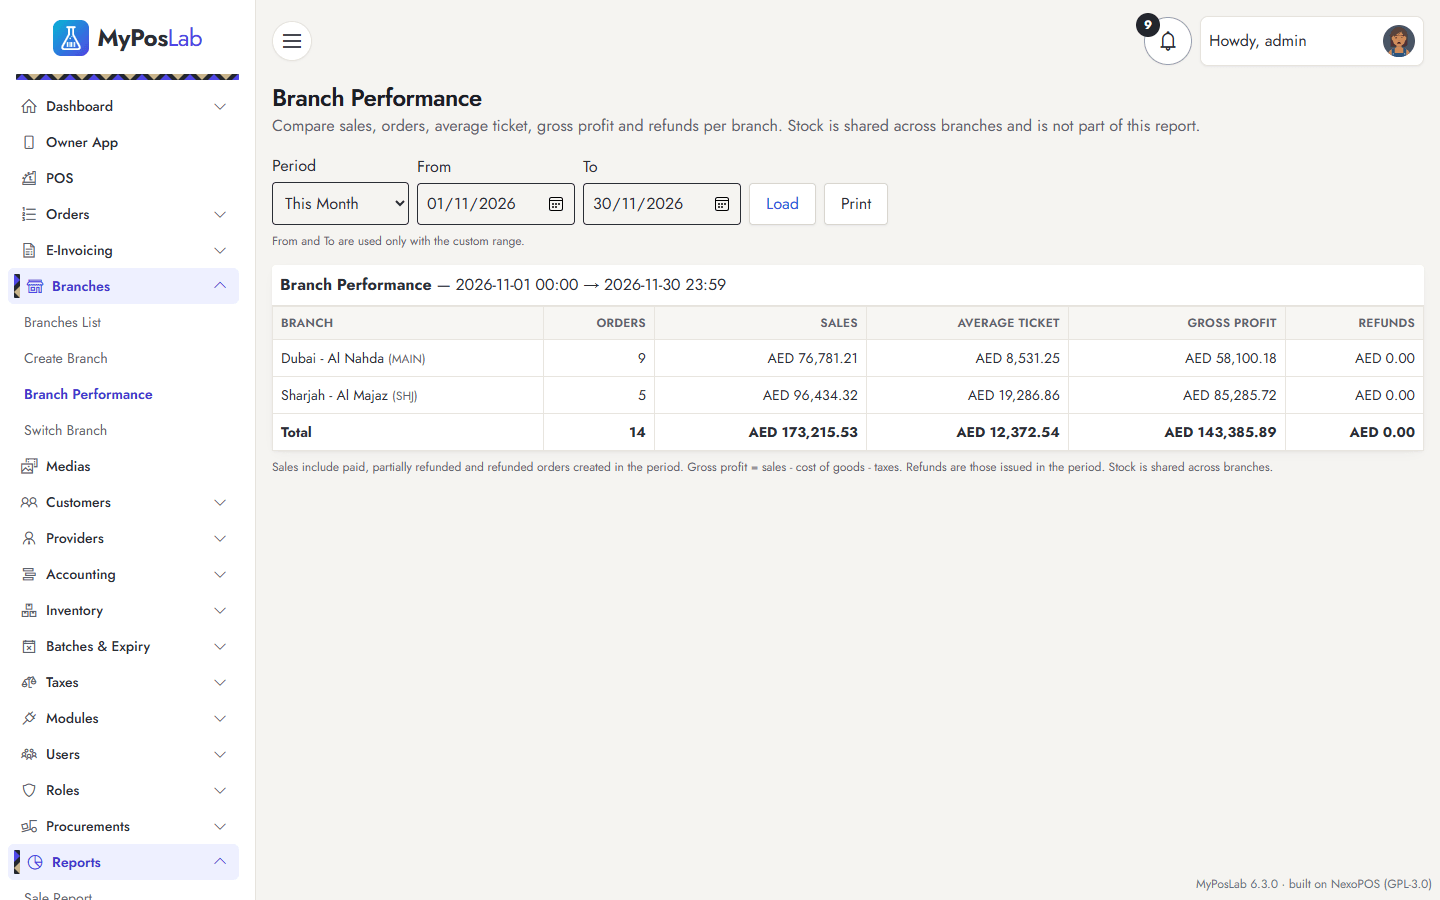 MyPosLab
9
Howdy, admin
Dashboard
Owner App
POS
Orders
E-Invoicing
Branches
Branches List
Create Branch
Branch Performance
Switch Branch
Medias
Customers
Providers
Accounting
Inventory
Batches & Expiry
Taxes
Modules
Users
Roles
Procurements
Reports
Sale Report
Branch Performance
Compare sales, orders, average ticket, gross profit and refunds per branch. Stock is shared across branches and is not part of this report.
Period From To
This Month 01/11/2026 30/11/2026 Load Print
From and To are used only with the custom range.
Branch Performance — 2026-11-01 00:00 → 2026-11-30 23:59
BRANCH ORDERS SALES AVERAGE TICKET GROSS PROFIT REFUNDS
Dubai - Al Nahda (MAIN) 9 AED 76,781.21 AED 8,531.25 AED 58,100.18 AED 0.00
Sharjah - Al Majaz (SHJ) 5 AED 96,434.32 AED 19,286.86 AED 85,285.72 AED 0.00
Total 14 AED 173,215.53 AED 12,372.54 AED 143,385.89 AED 0.00
Sales include paid, partially refunded and refunded orders created in the period. Gross profit = sales - cost of goods - taxes. Refunds are those issued in the period. Stock is shared across branches.
MyPosLab 6.3.0 · built on NexoPOS (GPL-3.0)